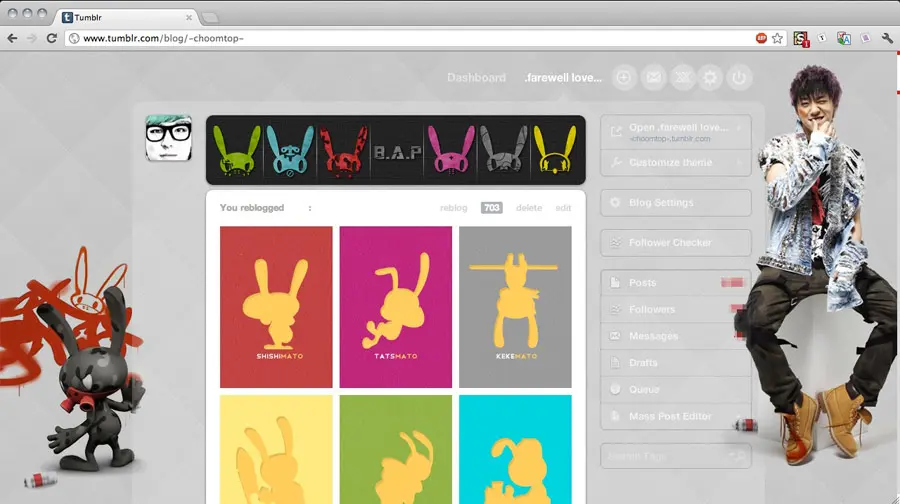 Tumblr
www.tumblr.com/blog/-choomtop-
Dashboard
.farewell love...
B.A.P
Open .farewell love...
-choomtop-.tumblr.com
Customize theme
You reblogged :
reblog
703
delete
edit
Blog Settings
Follower Checker
SHISHIMATO
TATSMATO
KEKEMATO
Posts
Followers
Messages
Drafts
Queue
Mass Post Editor
Search Tags